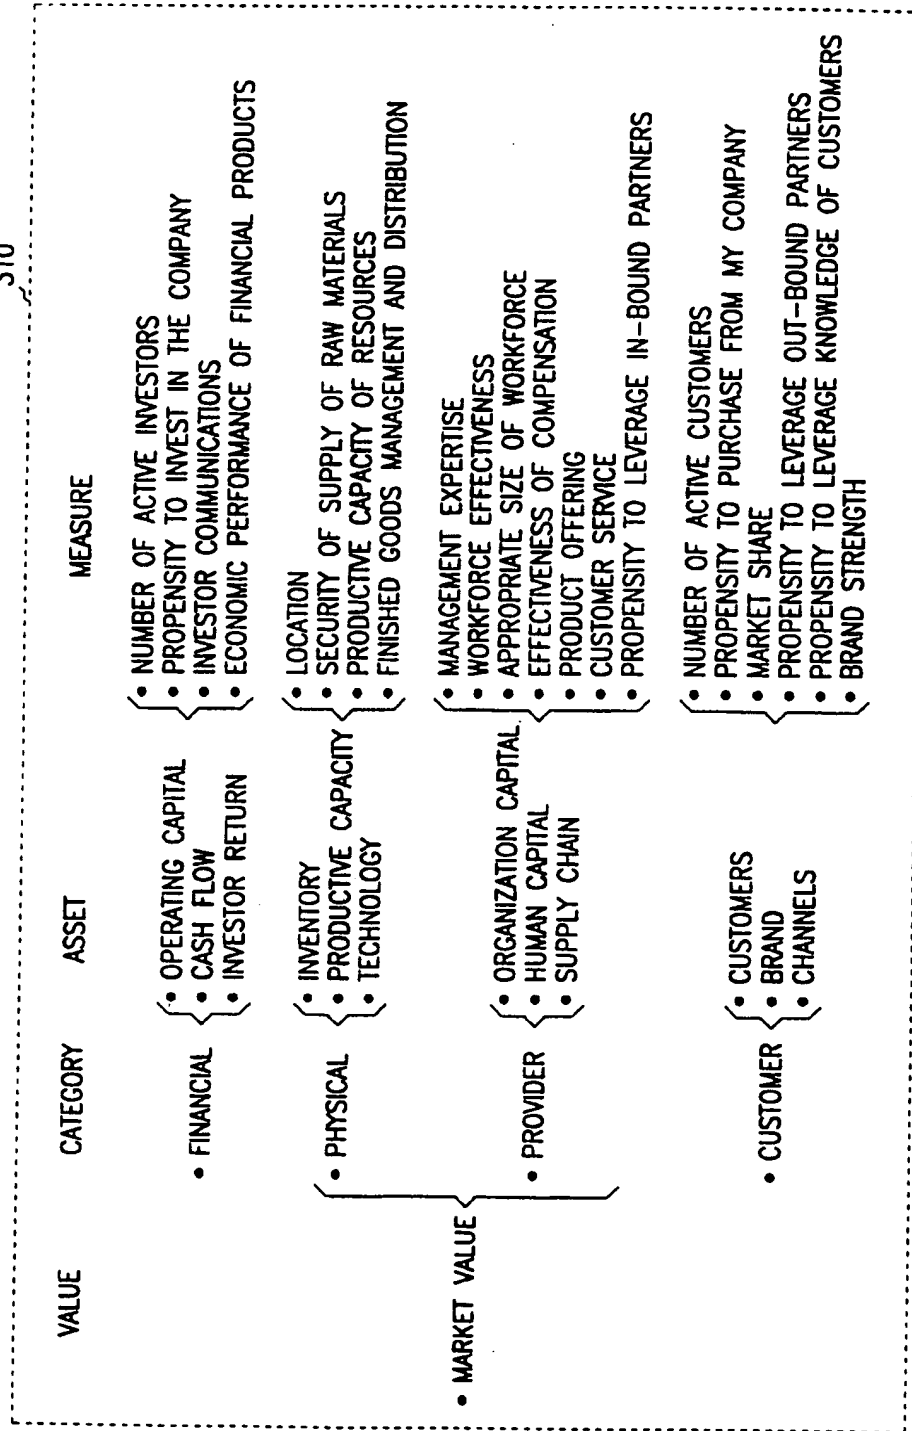 310
VALUE
CATEGORY
ASSET
MEASURE
• MARKET VALUE
• FINANCIAL
• OPERATING CAPITAL
• CASH FLOW
• INVESTOR RETURN
• NUMBER OF ACTIVE INVESTORS
• PROPENSITY TO INVEST IN THE COMPANY
• INVESTOR COMMUNICATIONS
• ECONOMIC PERFORMANCE OF FINANCIAL PRODUCTS
• PHYSICAL
• INVENTORY
• PRODUCTIVE CAPACITY
• TECHNOLOGY
• LOCATION
• SECURITY OF SUPPLY OF RAW MATERIALS
• PRODUCTIVE CAPACITY OF RESOURCES
• FINISHED GOODS MANAGEMENT AND DISTRIBUTION
• PROVIDER
• ORGANIZATION CAPITAL
• HUMAN CAPITAL
• SUPPLY CHAIN
• MANAGEMENT EXPERTISE
• WORKFORCE EFFECTIVENESS
• APPROPRIATE SIZE OF WORKFORCE
• EFFECTIVENESS OF COMPENSATION
• PRODUCT OFFERING
• CUSTOMER SERVICE
• PROPENSITY TO LEVERAGE IN-BOUND PARTNERS
• CUSTOMER
• CUSTOMERS
• BRAND
• CHANNELS
• NUMBER OF ACTIVE CUSTOMERS
• PROPENSITY TO PURCHASE FROM MY COMPANY
• MARKET SHARE
• PROPENSITY TO LEVERAGE OUT-BOUND PARTNERS
• PROPENSITY TO LEVERAGE KNOWLEDGE OF CUSTOMERS
• BRAND STRENGTH